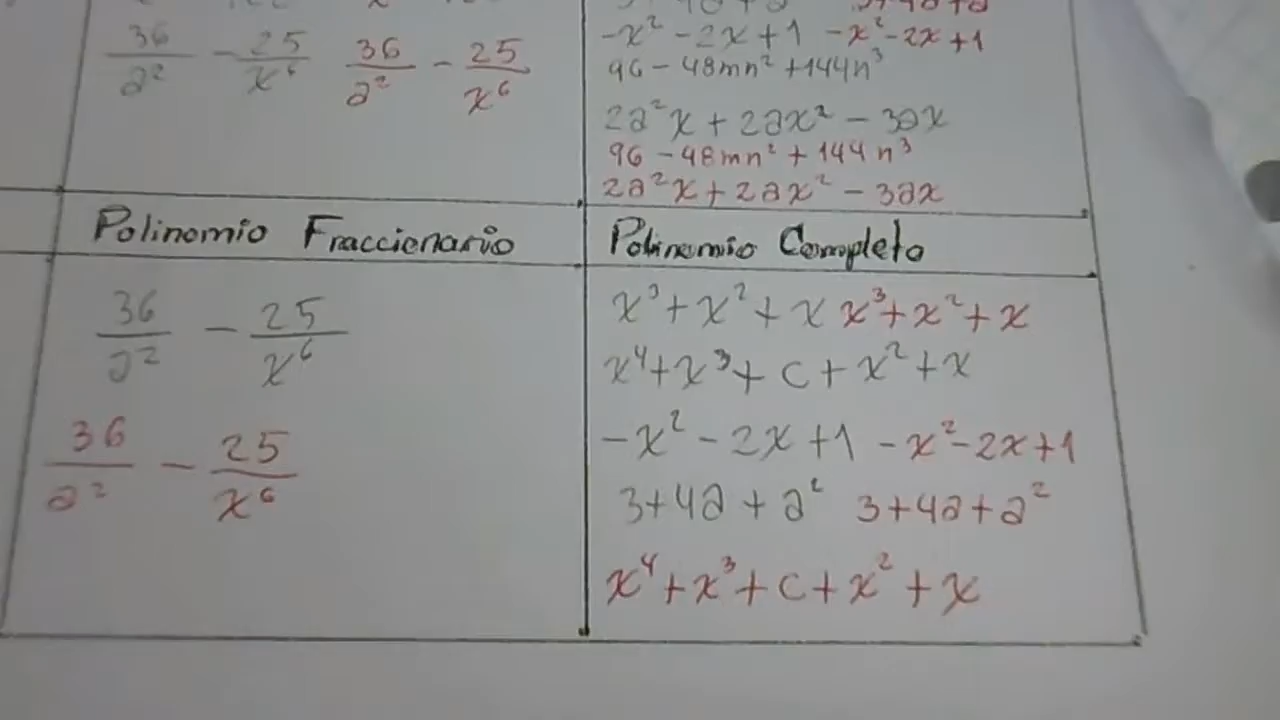 36/a² - 25/x⁶ 36/a² - 25/x⁶
-x² - 2x + 1 -x² - 2x + 1
96 - 48mn² + 144n³
2a²x + 2ax² - 3ax
96 - 48mn² + 144n³
2a²x + 2ax² - 3ax
Polinomio Fraccionario
36/a² - 25/x⁶
36/a² - 25/x⁶
Polinomio Completo
x³ + x² + x x³ + x² + x
x⁴ + x³ + c + x² + x
-x² - 2x + 1 -x² - 2x + 1
3 + 4a + a² 3 + 4a + a²
x⁴ + x³ + c + x² + x